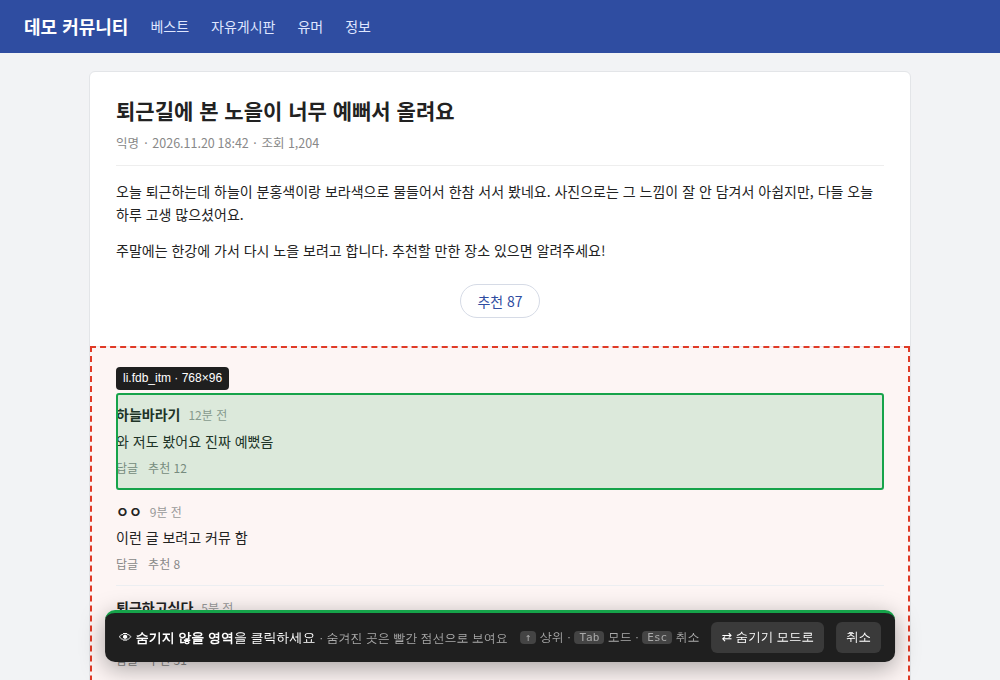 데모 커뮤니티 베스트 자유게시판 유머 정보
퇴근길에 본 노을이 너무 예뻐서 올려요
익명 · 2026.11.20 18:42 · 조회 1,204
오늘 퇴근하는데 하늘이 분홍색이랑 보라색으로 물들어서 한참 서서 봤네요. 사진으로는 그 느낌이 잘 안 담겨서 아쉽지만, 다들 오늘
하루 고생 많으셨어요.
주말에는 한강에 가서 다시 노을 보려고 합니다. 추천할 만한 장소 있으면 알려주세요!
추천 87
li.fdb_itm · 768×96
하늘바라기 12분 전
와 저도 봤어요 진짜 예뻤음
답글 추천 12
ㅇㅇ 9분 전
이런 글 보려고 커뮤 함
답글 추천 8
퇴근하고싶다 5분 전
👁 숨기지 않을 영역을 클릭하세요 · 숨겨진 곳은 빨간 점선으로 보여요 ↑ 상위 · Tab 모드 · Esc 취소 ⇄ 숨기기 모드로 취소